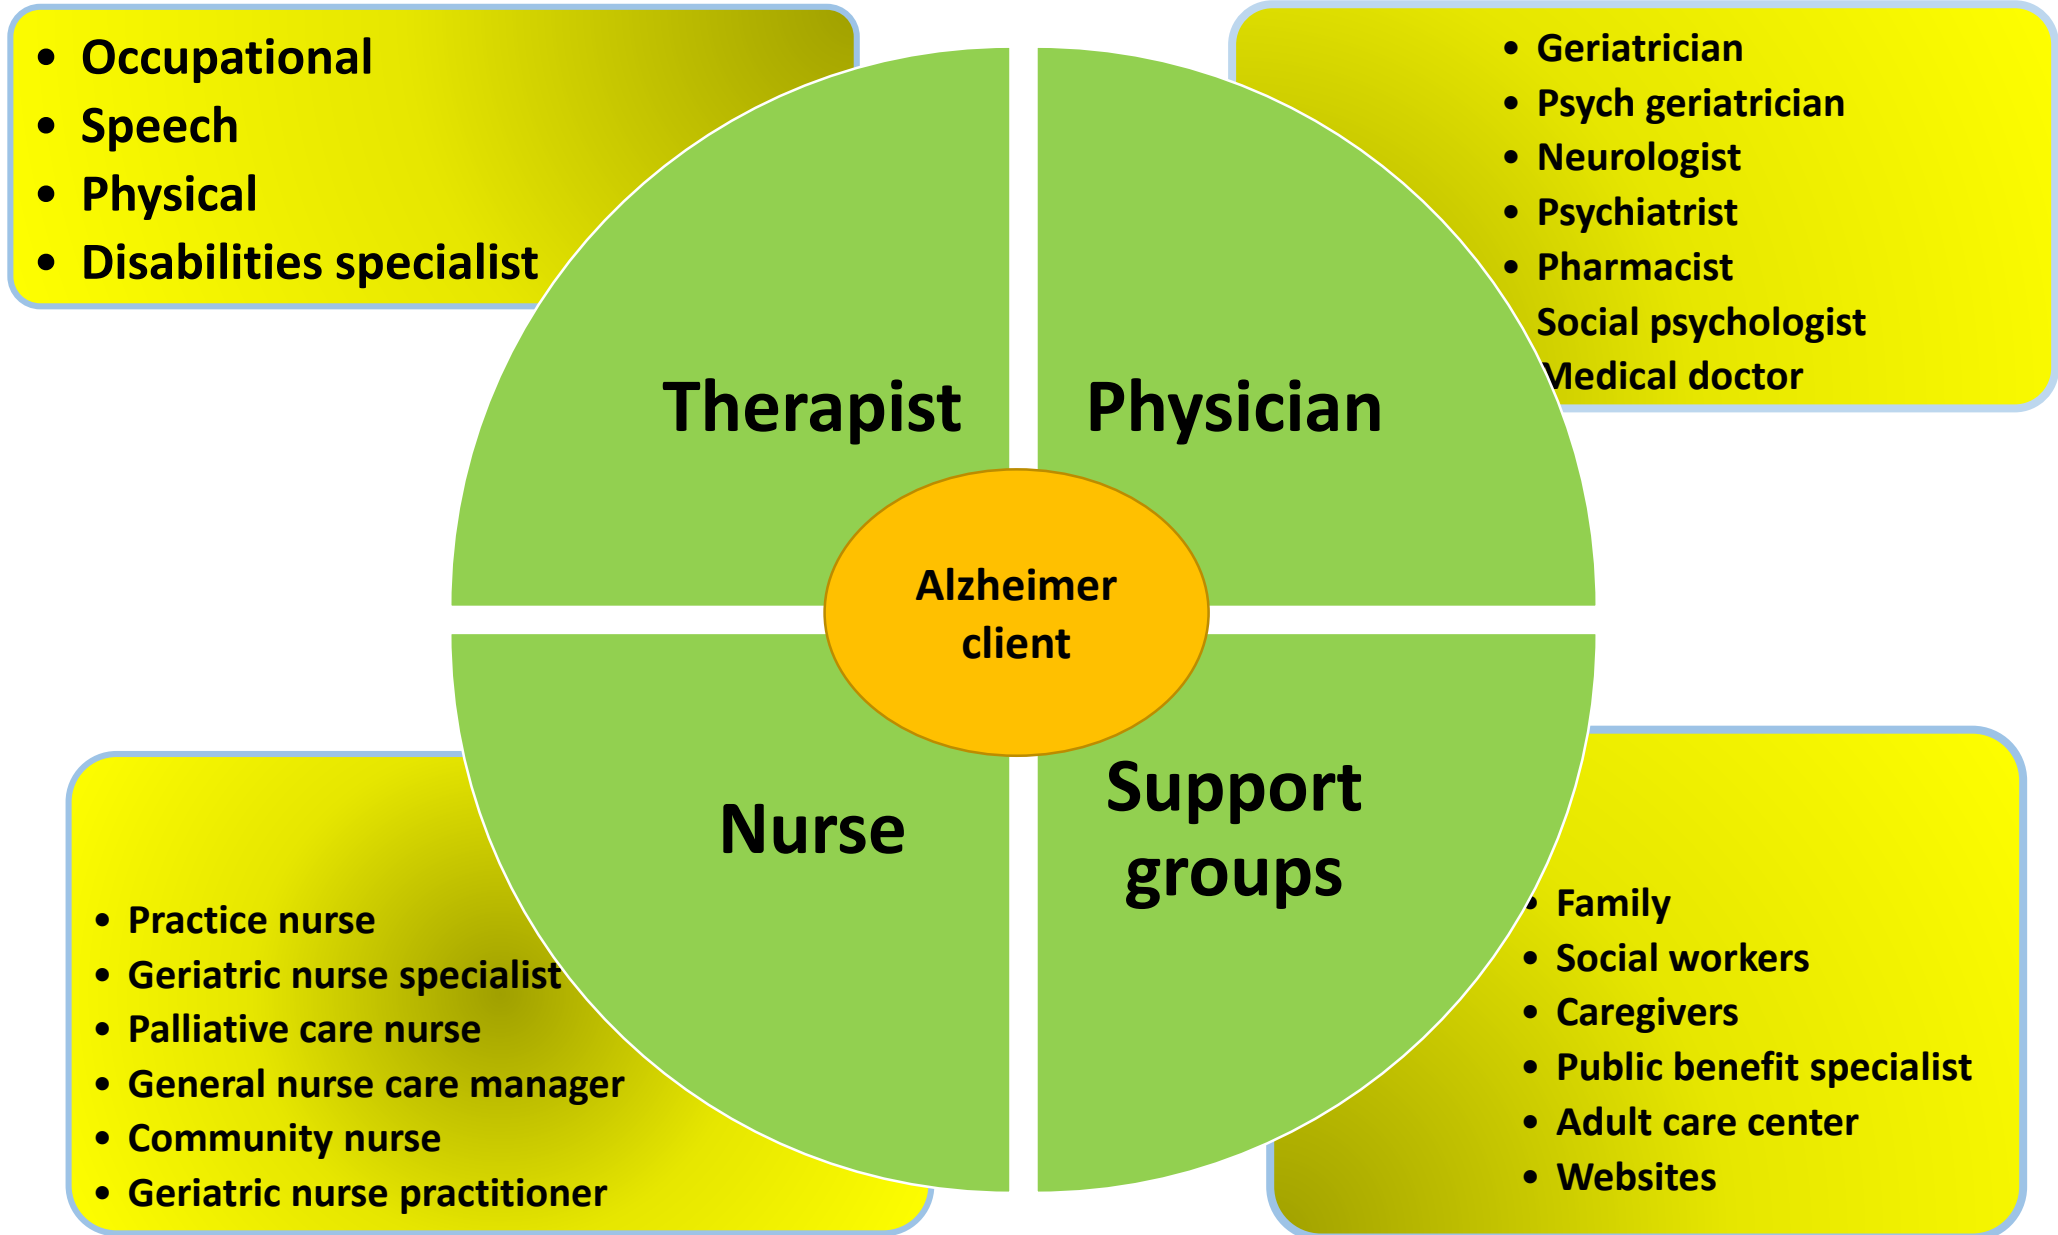 • Occupational
• Speech
• Physical
• Disabilities specialist
• Geriatrician
• Psych geriatrician
• Neurologist
• Psychiatrist
• Pharmacist
Social psychologist
Medical doctor
Therapist
Physician
Alzheimer
client
Nurse
Support
groups
• Practice nurse
• Geriatric nurse specialist
• Palliative care nurse
• General nurse care manager
• Community nurse
• Geriatric nurse practitioner
• Family
• Social workers
• Caregivers
• Public benefit specialist
• Adult care center
• Websites